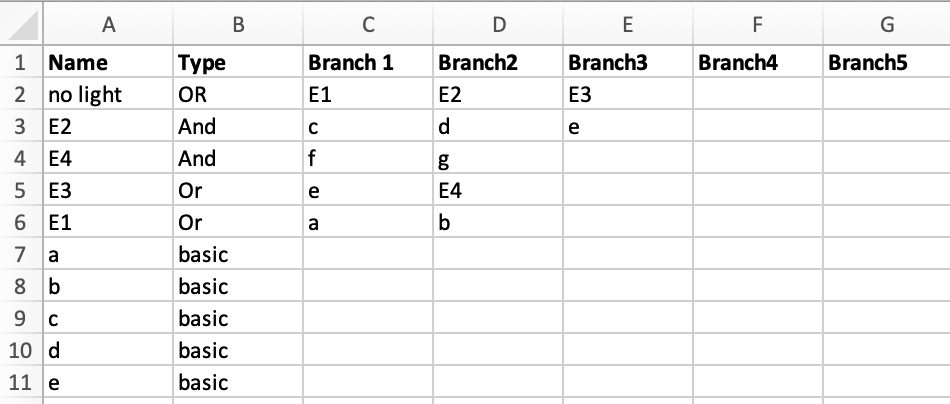 A B C D E F G
1 Name Type Branch 1 Branch2 Branch3 Branch4 Branch5
2 no light OR E1 E2 E3
3 E2 And c d e
4 E4 And f g
5 E3 Or e E4
6 E1 Or a b
7 a basic
8 b basic
9 c basic
10 d basic
11 e basic